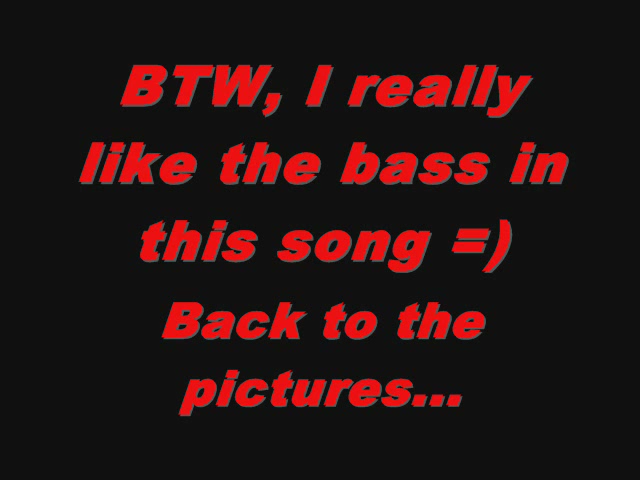 BTW, I really
like the bass in
this song =)
Back to the
pictures...